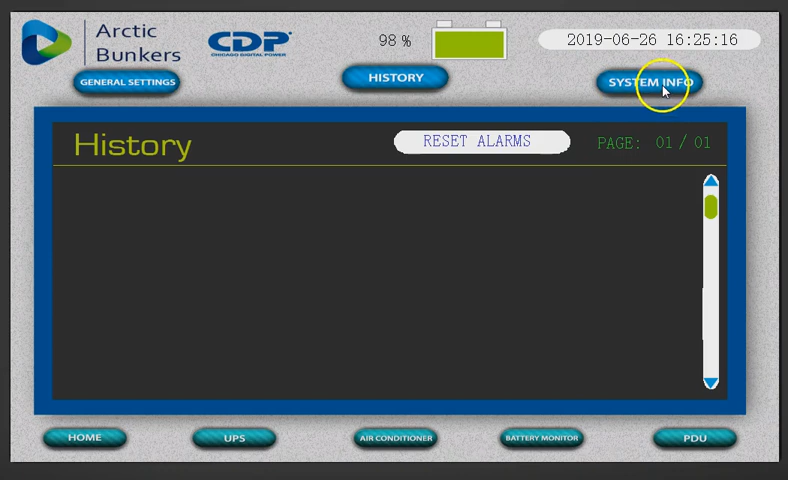 Arctic
Bunkers
CDP
CHICAGO DIGITAL POWER
98 %
2019-06-26 16:25:16
GENERAL SETTINGS
HISTORY
SYSTEM INFO
History
RESET ALARMS
PAGE: 01 / 01
HOME
UPS
AIR CONDITIONER
BATTERY MONITOR
PDU